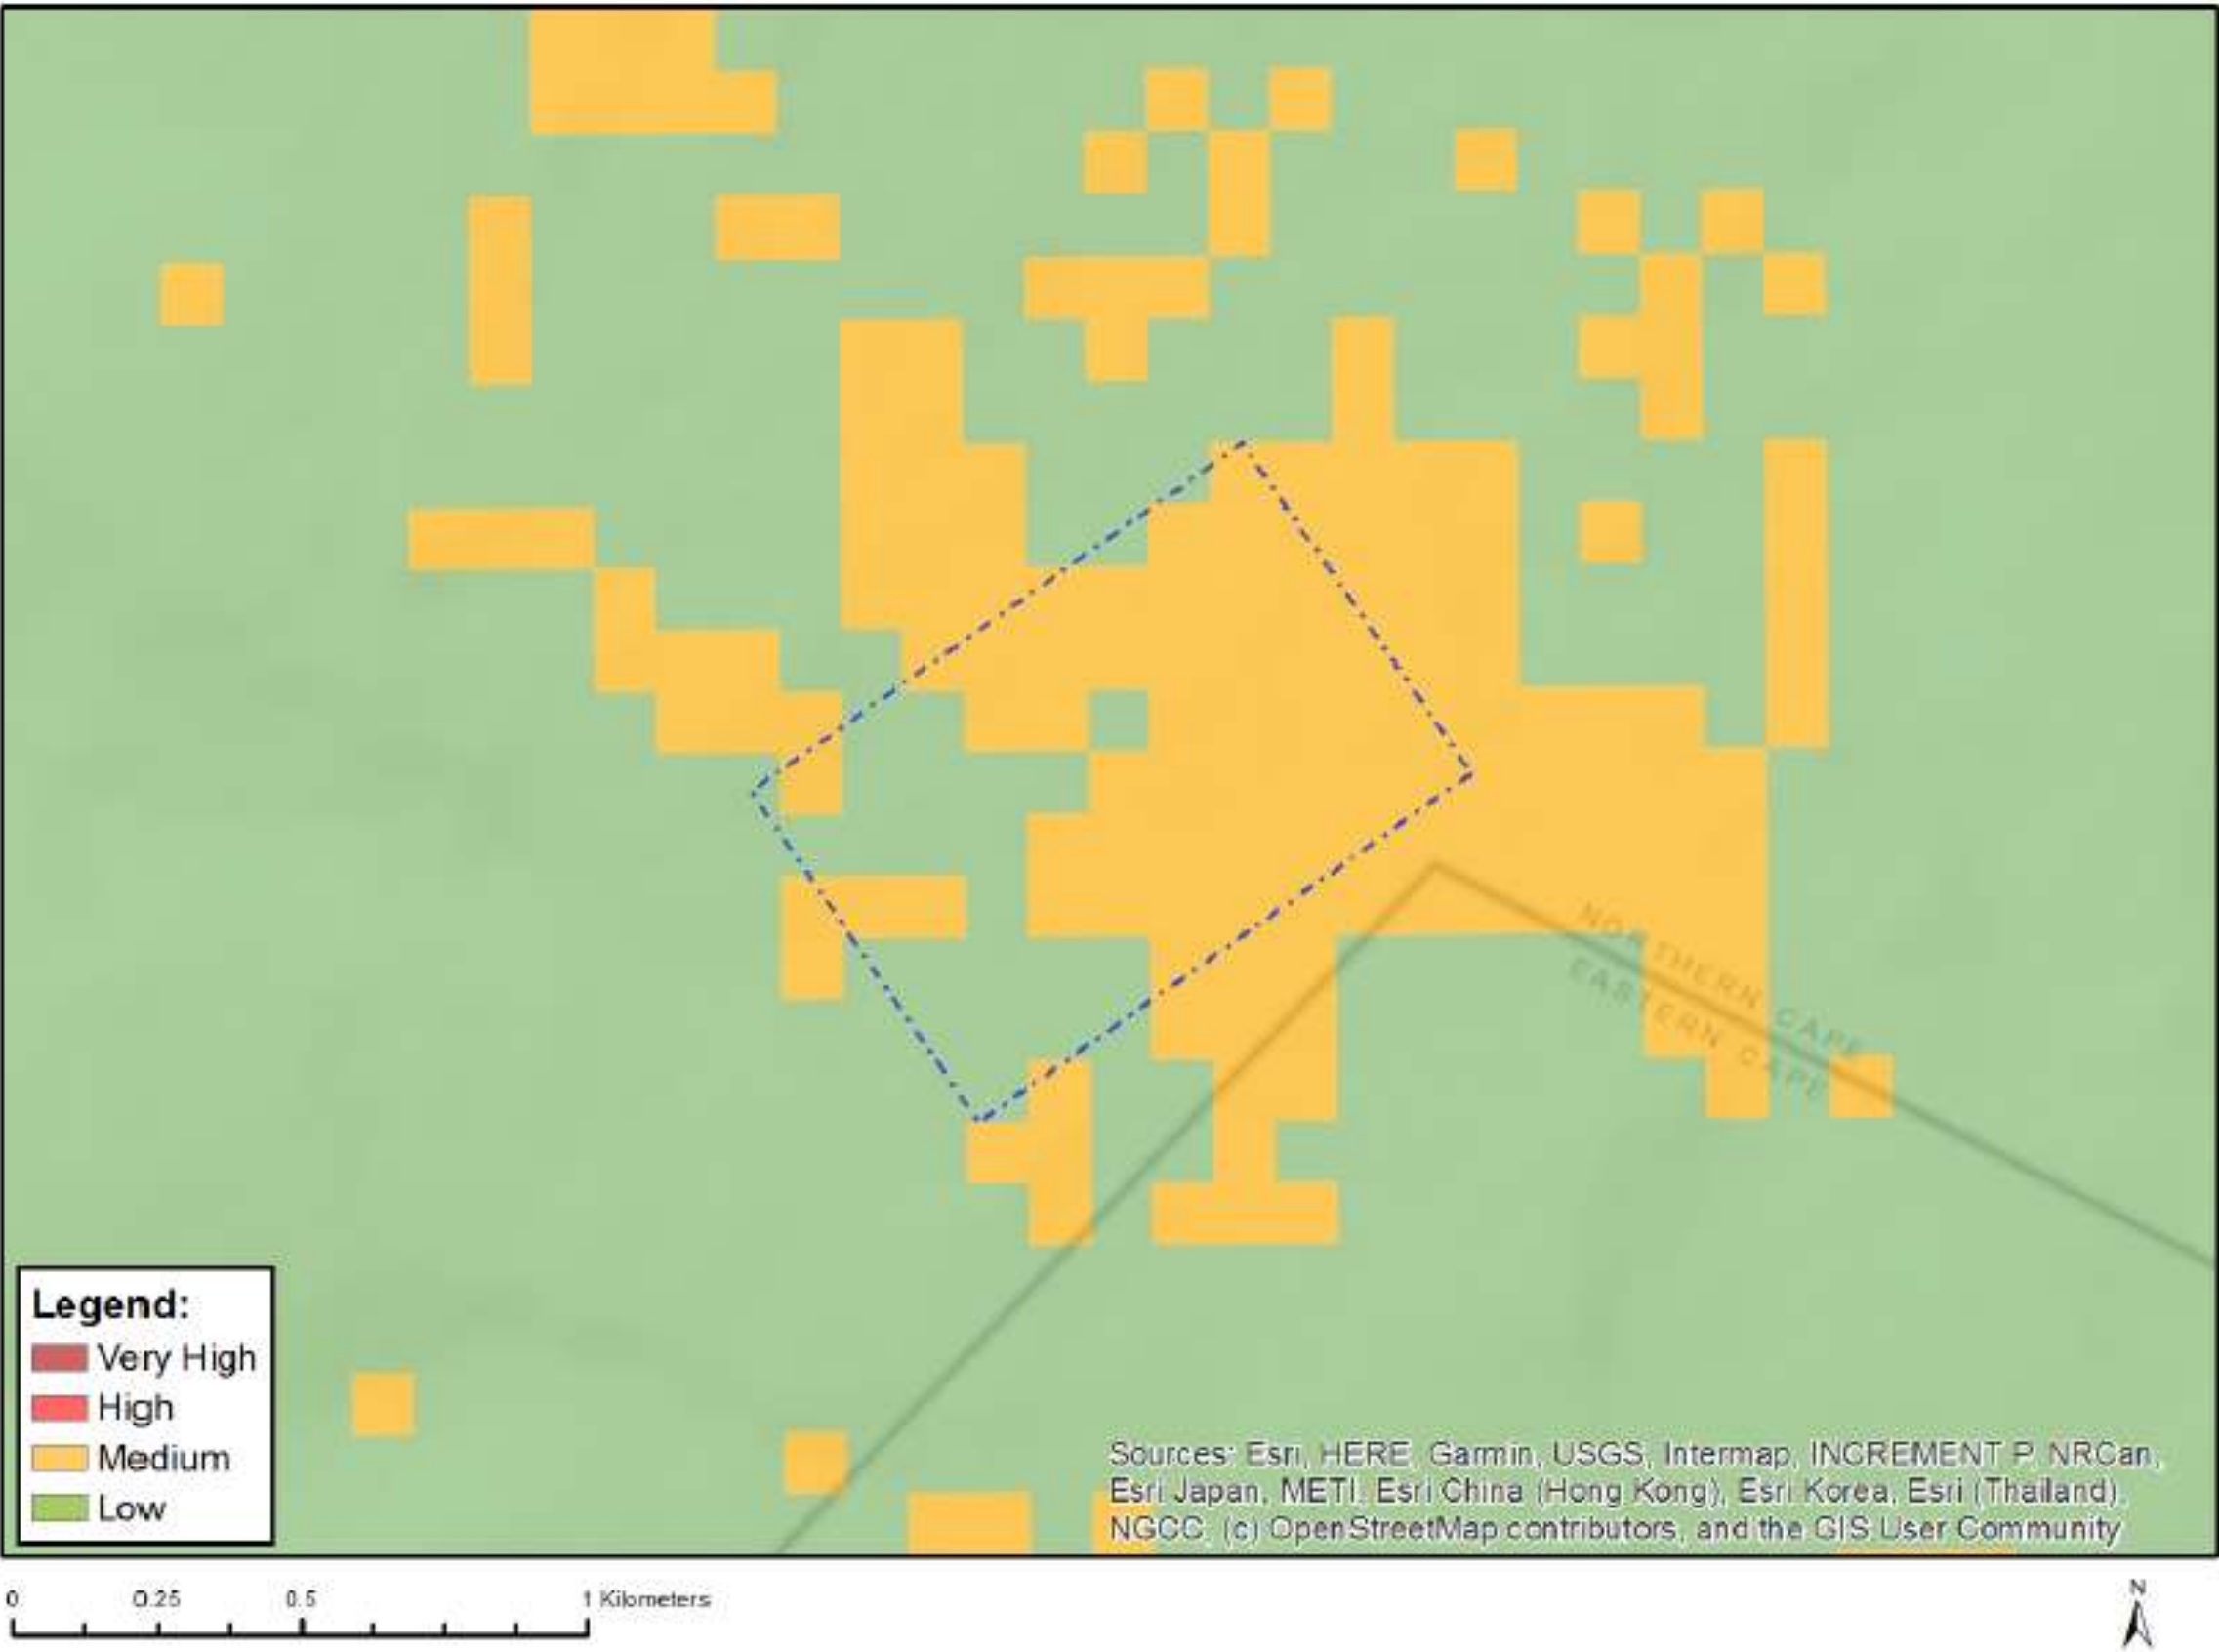 NORTHERN CAPE
EASTERN CAPE
Legend:
Very High
High
Medium
Low
Sources: Esri, HERE, Garmin, USGS, Intermap, INCREMENT P, NRCan,
Esri Japan, METI, Esri China (Hong Kong), Esri Korea, Esri (Thailand),
NGCC, (c) OpenStreetMap contributors, and the GIS User Community
0 0.25 0.5 1 Kilometers
N